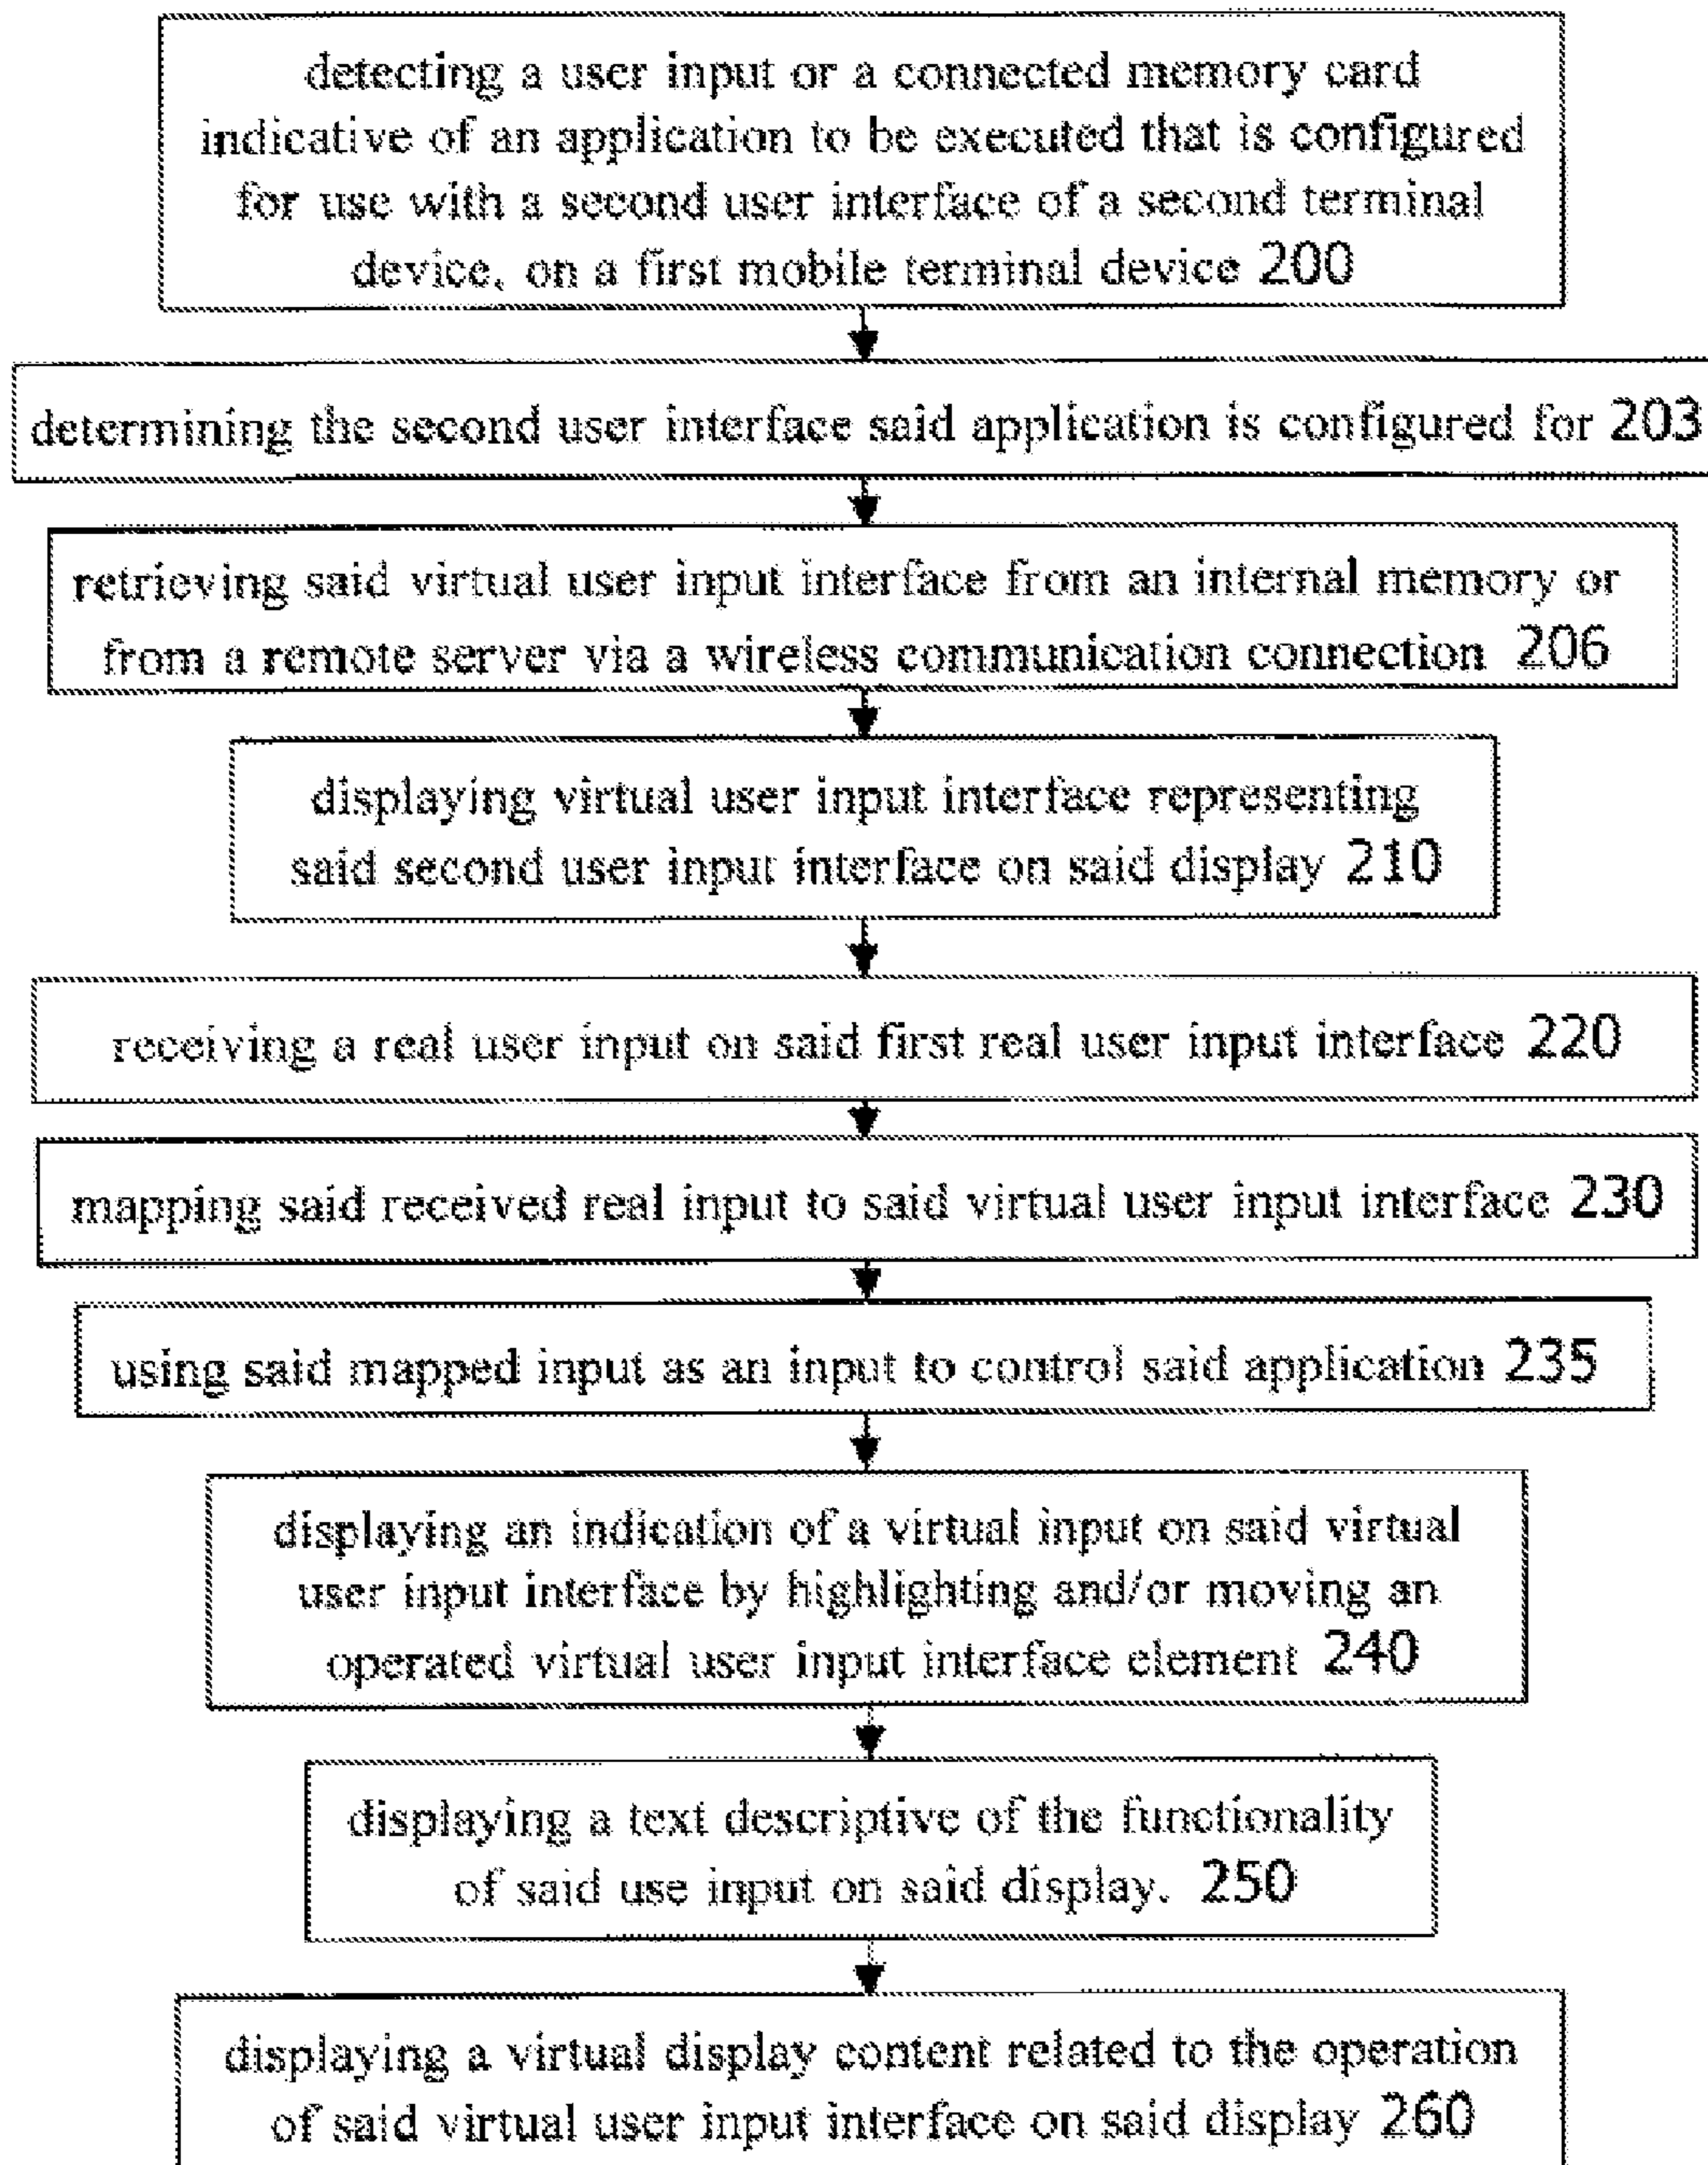 detecting a user input or a connected memory card
indicative of an application to be executed that is configured
for use with a second user interface of a second terminal
device, on a first mobile terminal device 200
determining the second user interface said application is configured for 203
retrieving said virtual user input interface from an internal memory or
from a remote server via a wireless communication connection 206
displaying virtual user input interface representing
said second user input interface on said display 210
receiving a real user input on said first real user input interface 220
mapping said received real input to said virtual user input interface 230
using said mapped input as an input to control said application 235
displaying an indication of a virtual input on said virtual
user input interface by highlighting and/or moving an
operated virtual user input interface element 240
displaying a text descriptive of the functionality
of said use input on said display. 250
displaying a virtual display content related to the operation
of said virtual user input interface on said display 260